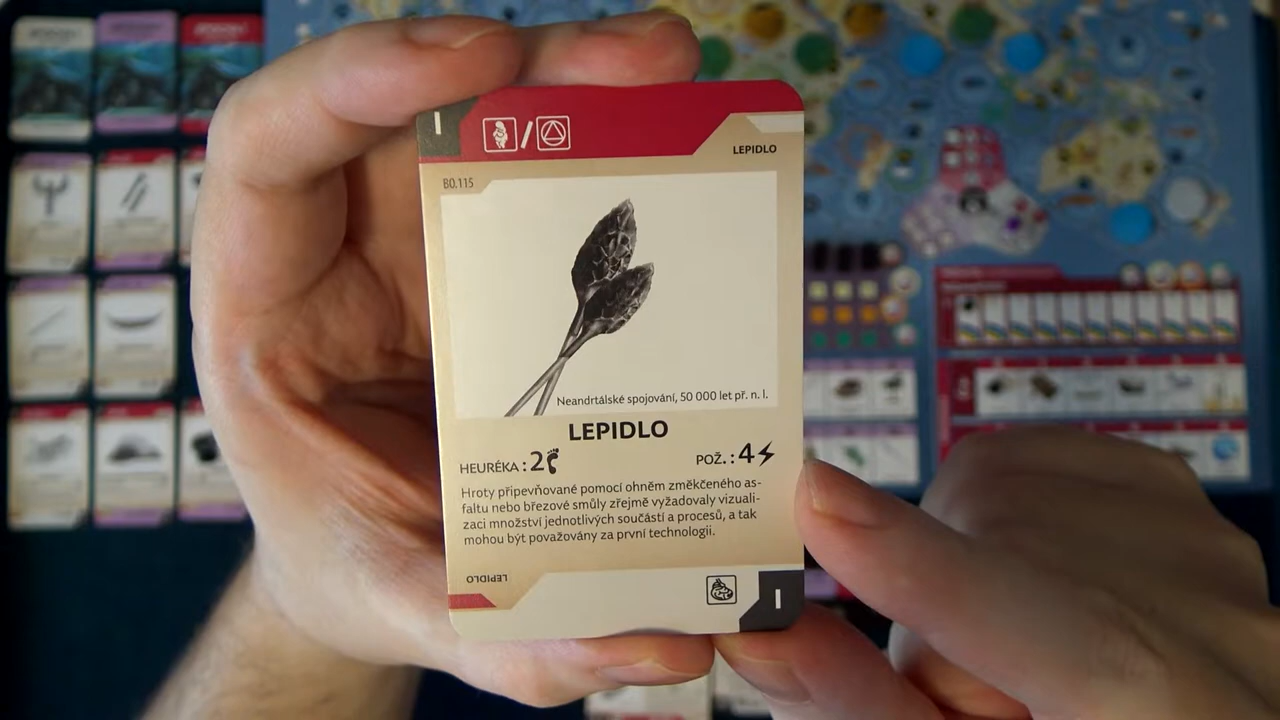 I
/
LEPIDLO
B0.115
Neandrtálské spojování, 50 000 let př. n. l.
LEPIDLO
HEURÉKA : 2
POŽ. : 4
Hroty připevňované pomocí ohněm změkčeného as-
faltu nebo březové smůly zřejmě vyžadovaly vizuali-
zaci množství jednotlivých součástí a procesů, a tak
mohou být považovány za první technologii.
LEPIDLO
I